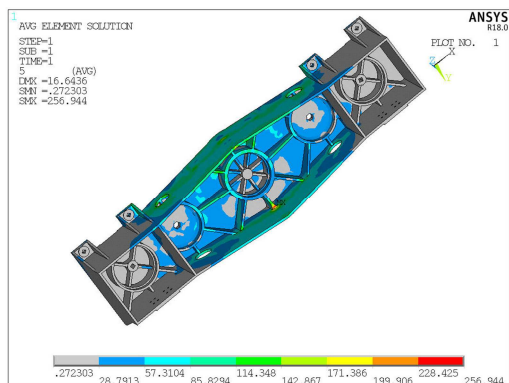 1
AVG ELEMENT SOLUTION
STEP=1
SUB =1
TIME=1
5 (AVG)
DMX =16.6436
SMN =.272303
SMX =256.944
ANSYS
R18.0
PLOT NO. 1
X
Z
Y
.272303 57.3104 114.348 171.386 228.425
28.7913 85.8294 142.867 199.906 256.944